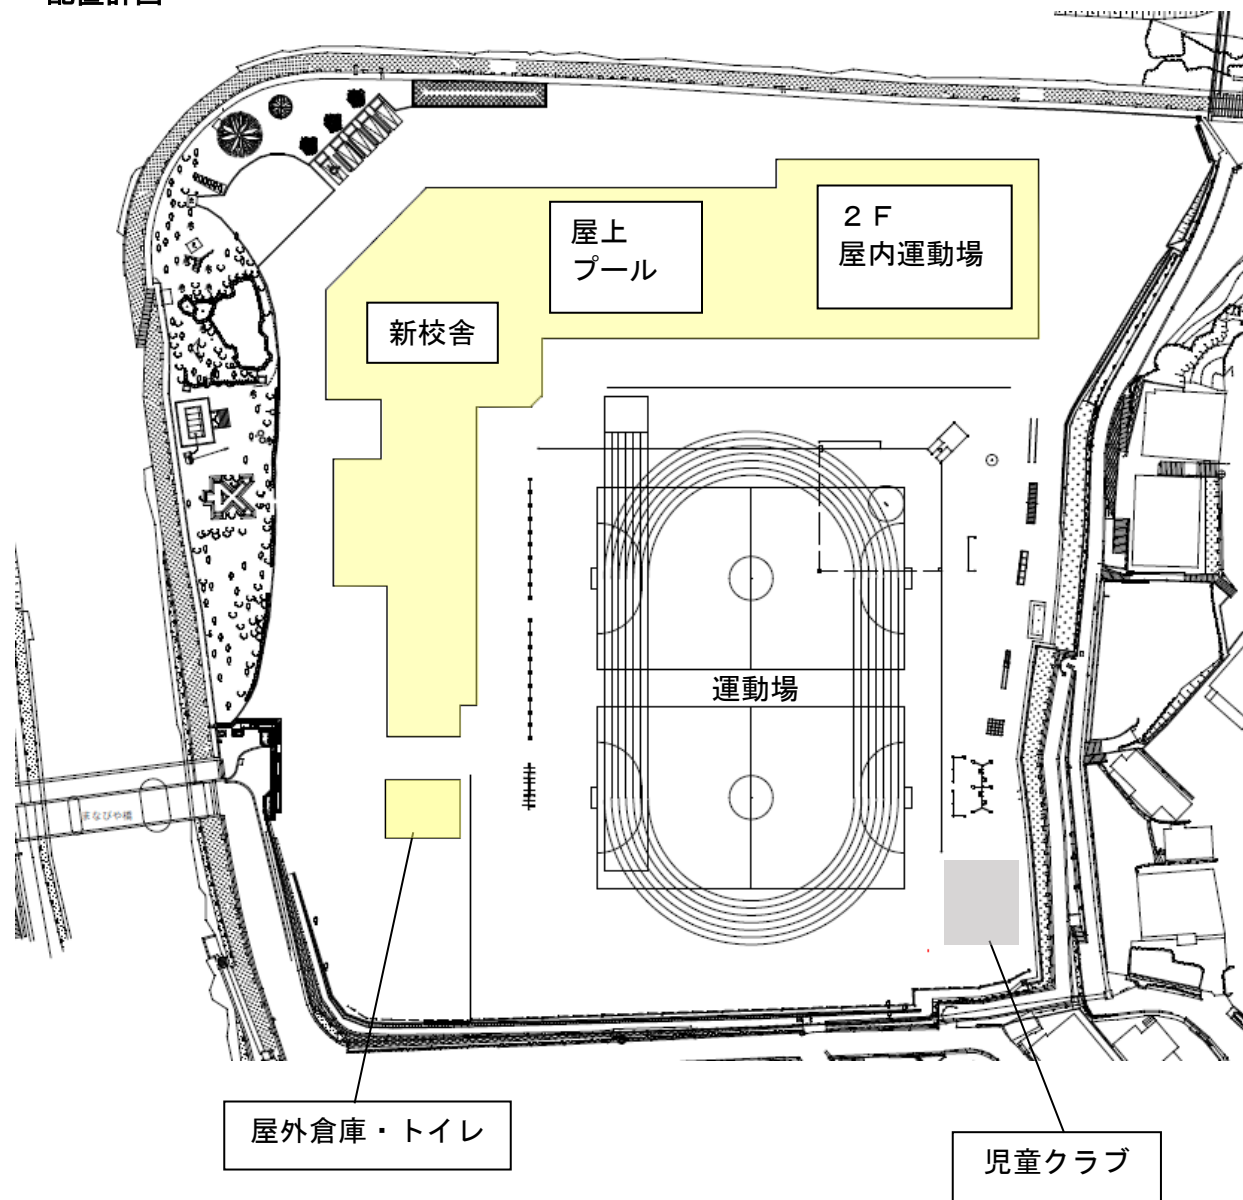 配置計画
２Ｆ
屋内運動場
屋上
プール
新校舎
運動場
まなびや橋
屋外倉庫・トイレ
児童クラブ